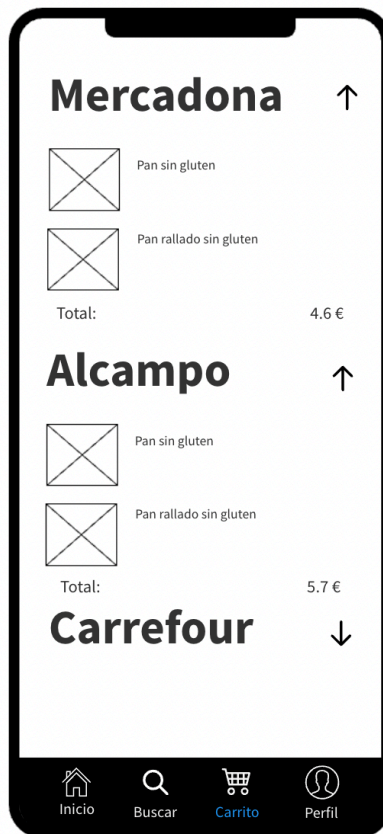 Mercadona
Pan sin gluten
Pan rallado sin gluten
Total: 4.6 €
Alcampo
Pan sin gluten
Pan rallado sin gluten
Total: 5.7 €
Carrefour
Inicio Buscar Carrito Perfil